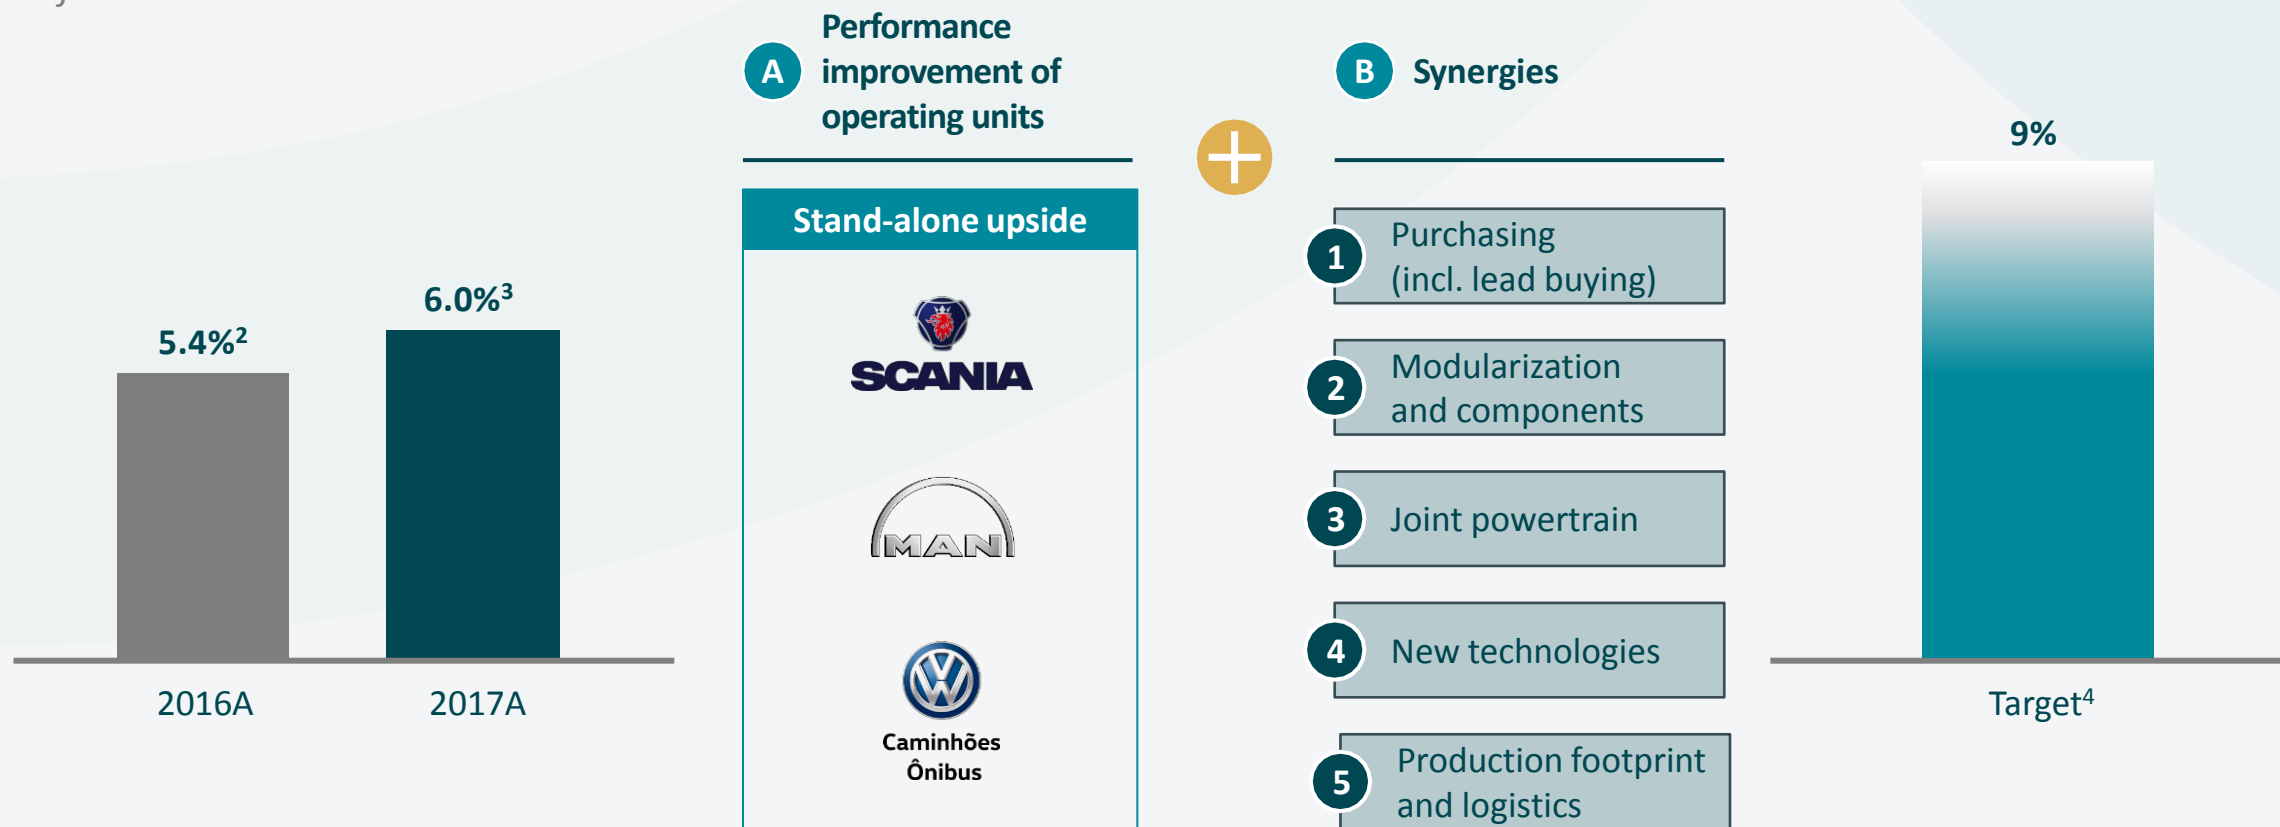 Performance
A improvement of
operating units
B Synergies
9%
Stand-alone upside
Purchasing
1
(incl. lead buying)
6.0%³
5.4%²
SCANIA
Modularization
2
and components
3 Joint powertrain
MAN
4 New technologies
2016A
2017A
Target⁴
Caminhões
Ônibus
Production footprint
5
and logistics